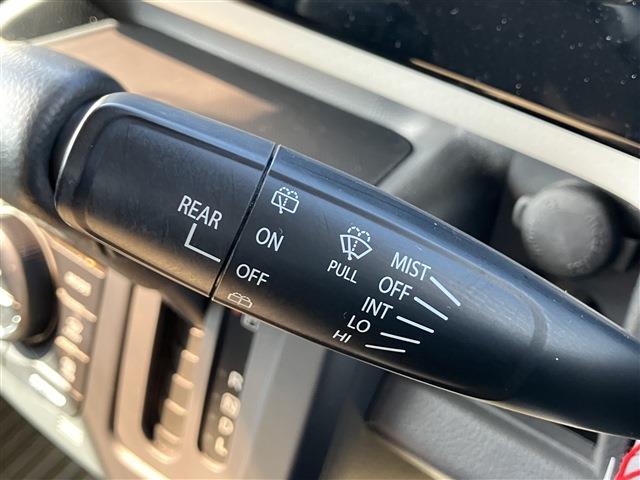 REAR
ON
OFF
PULL
MIST
OFF
INT
LO
HI